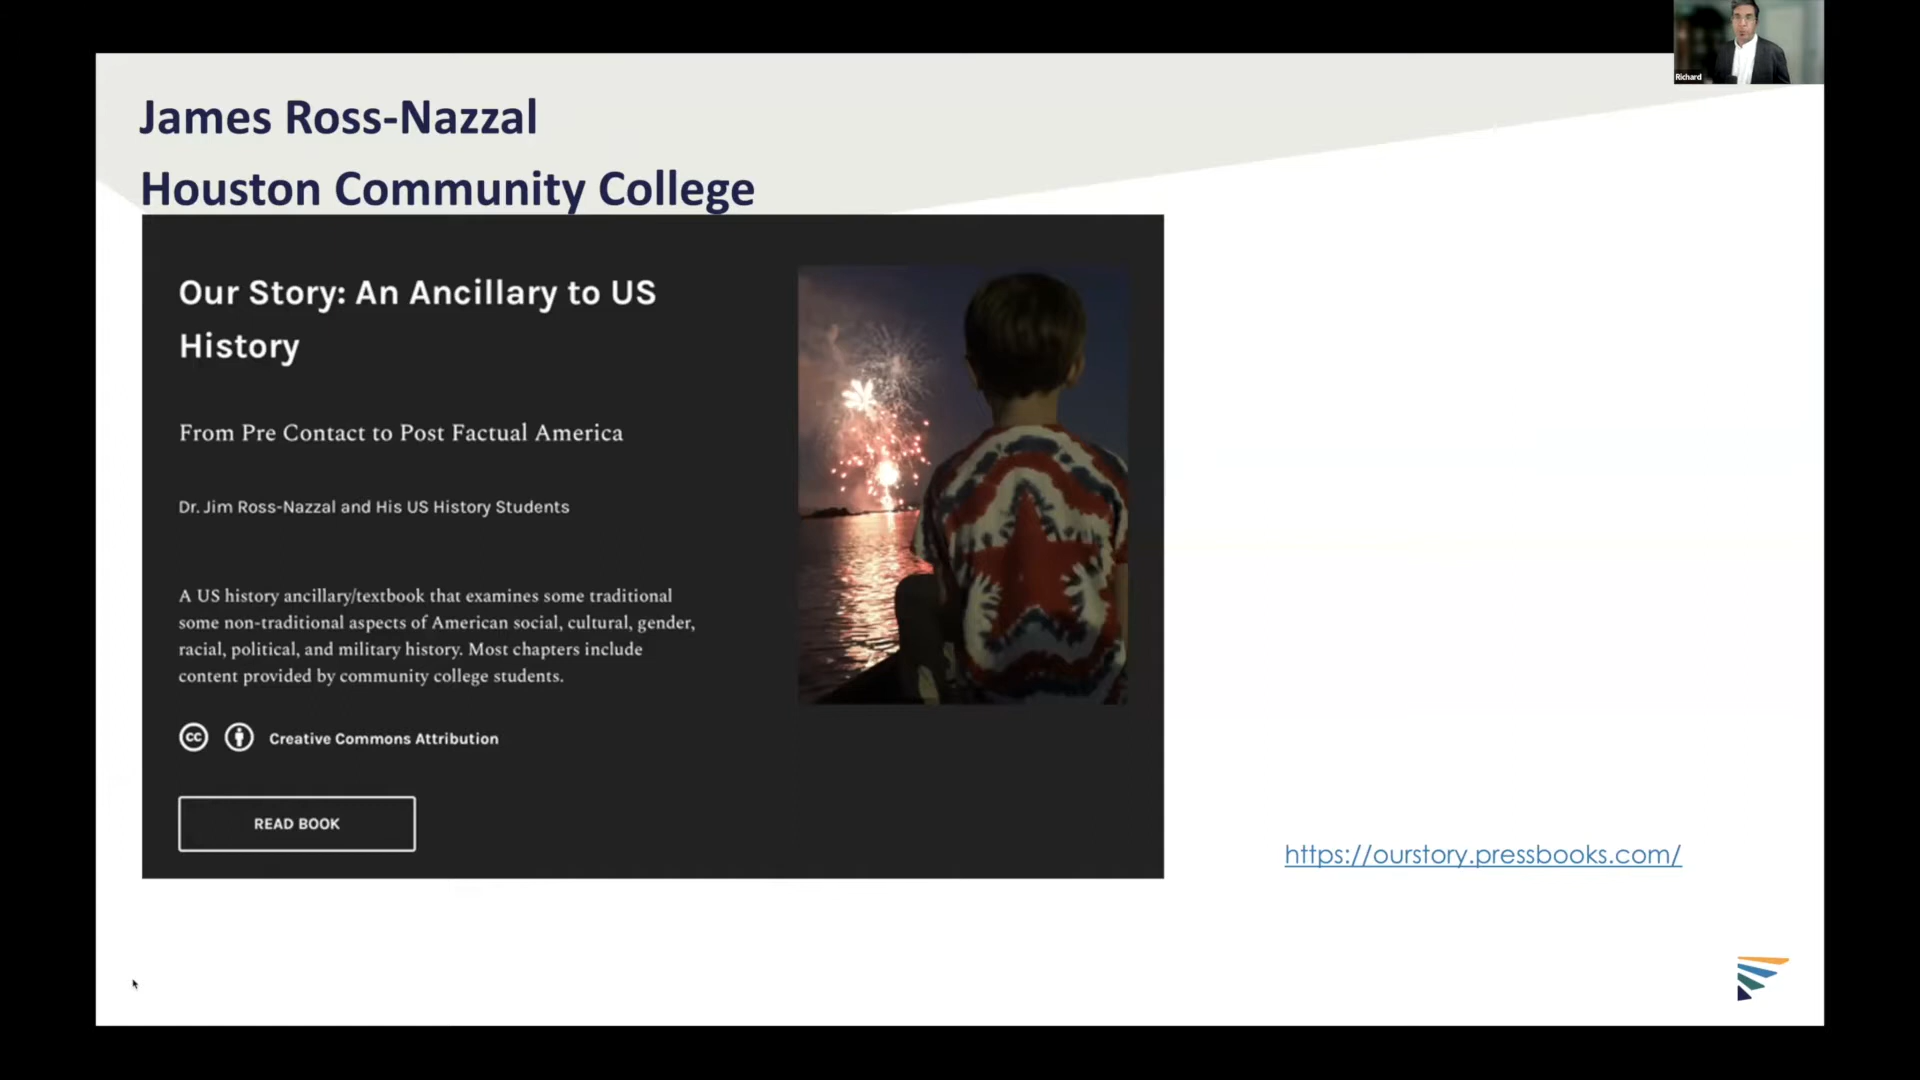 Richard
James Ross-Nazzal
Houston Community College
Our Story: An Ancillary to US
History
From Pre Contact to Post Factual America
Dr. Jim Ross-Nazzal and His US History Students
A US history ancillary/textbook that examines some traditional
some non-traditional aspects of American social, cultural, gender,
racial, political, and military history. Most chapters include
content provided by community college students.
cc Creative Commons Attribution
READ BOOK
https://ourstory.pressbooks.com/